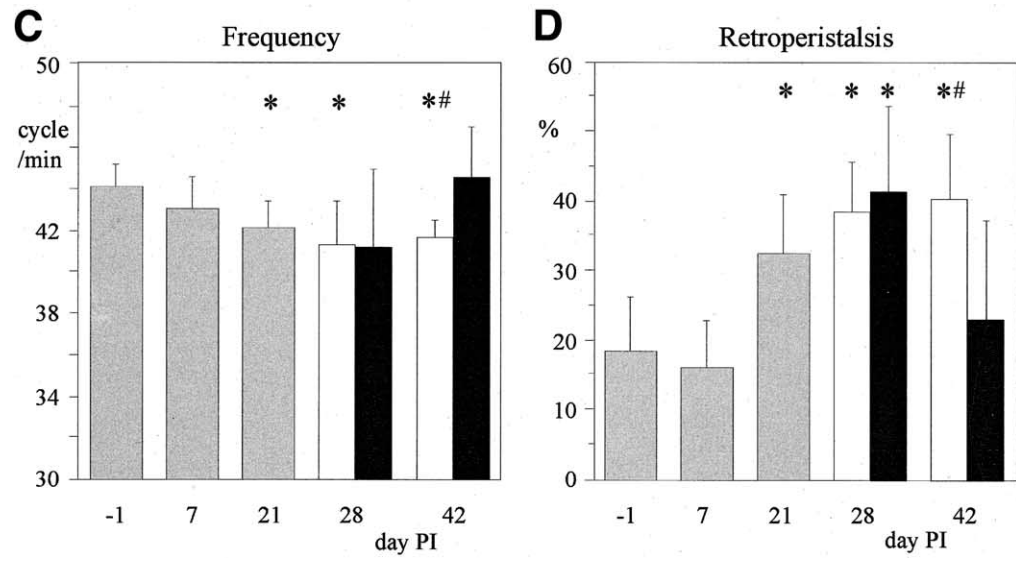 C
Frequency
50
cycle
/min
42
38
34
30
* * *#
-1 7 21 28 42
day PI
D
Retroperistalsis
60
%
40
30
20
10
0
* * * *#
-1 7 21 28 42
day PI